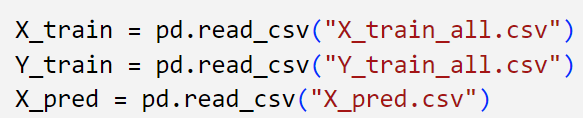 X_train = pd.read_csv("X_train_all.csv")
Y_train = pd.read_csv("Y_train_all.csv")
X_pred = pd.read_csv("X_pred.csv")